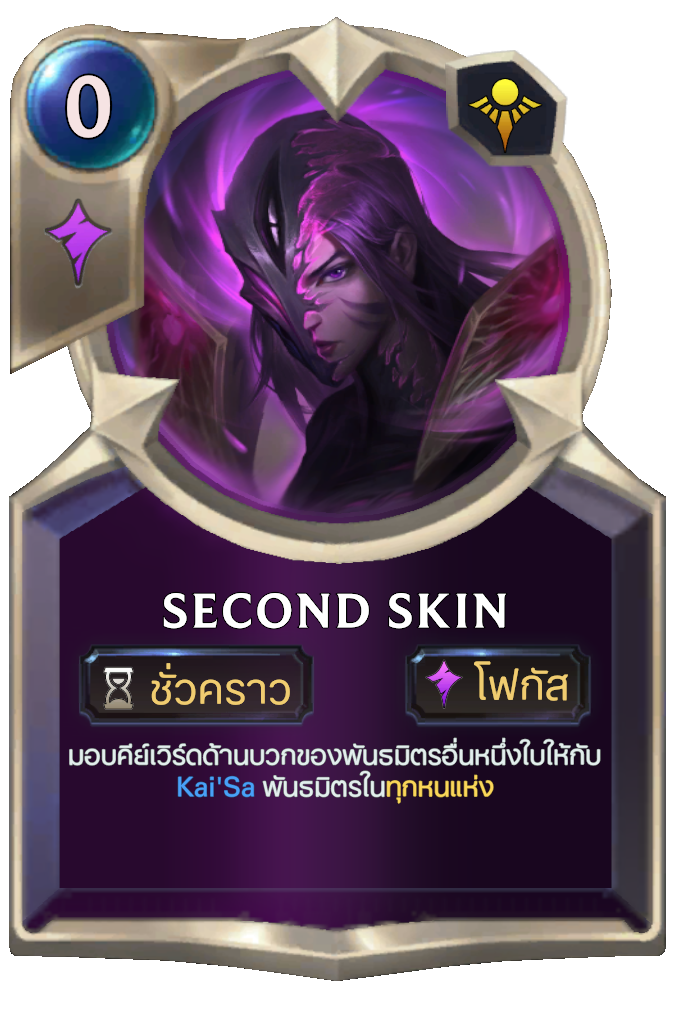 0
SECOND SKIN
ชั่วคราว
โฟกัส
มอบคีย์เวิร์ดด้านบวกของพันธมิตรอื่นหนึ่งใบให้กับ
Kai'Sa พันธมิตรในทุกหนแห่ง